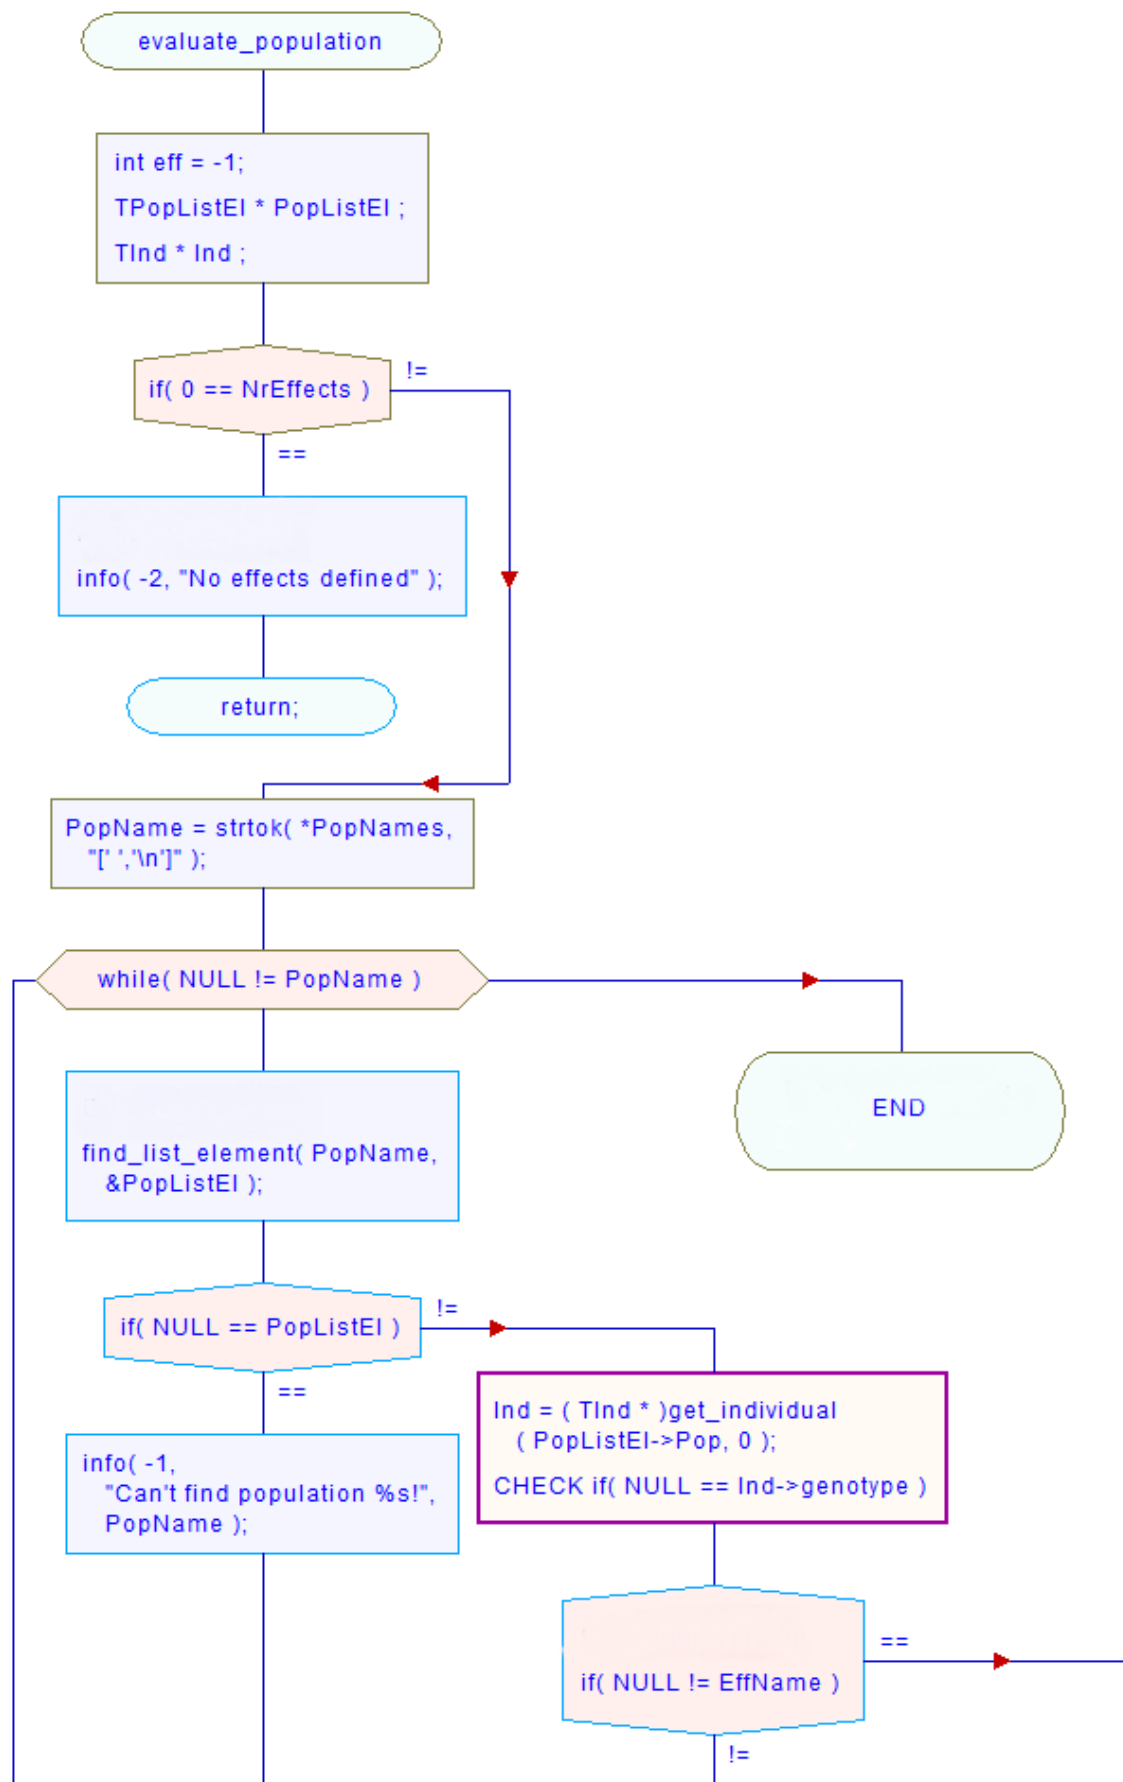 evaluate_population
int eff = -1;
TPopListEl * PopListEl ;
TInd * Ind ;
if( 0 == NrEffects )
!=
==
info( -2, "No effects defined" );
return;
PopName = strtok( *PopNames,
"[' ','\n']" );
while( NULL != PopName )
END
find_list_element( PopName,
&PopListEl );
if( NULL == PopListEl )
!=
==
Ind = ( TInd * )get_individual
( PopListEl->Pop, 0 );
CHECK if( NULL == Ind->genotype )
info( -1,
"Can't find population %s!",
PopName );
if( NULL != EffName )
==
!=